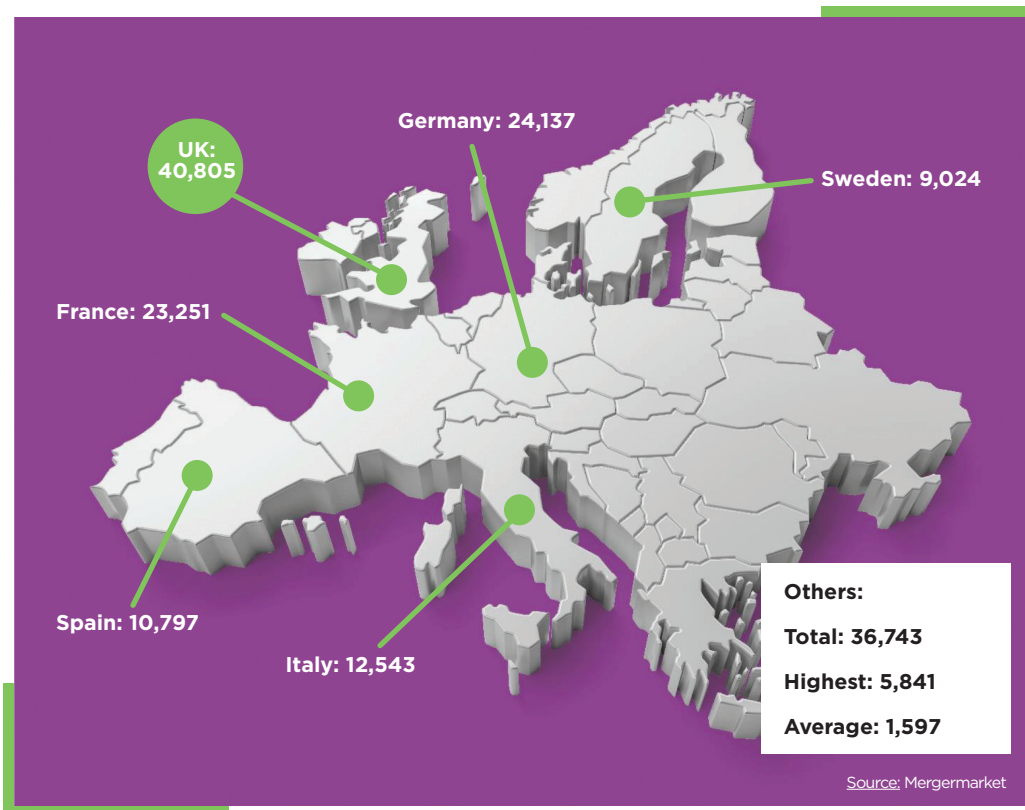 Germany: 24,137
UK:
40,805
Sweden: 9,024
France: 23,251
Spain: 10,797
Italy: 12,543
Others:
Total: 36,743
Highest: 5,841
Average: 1,597
Source: Mergermarket